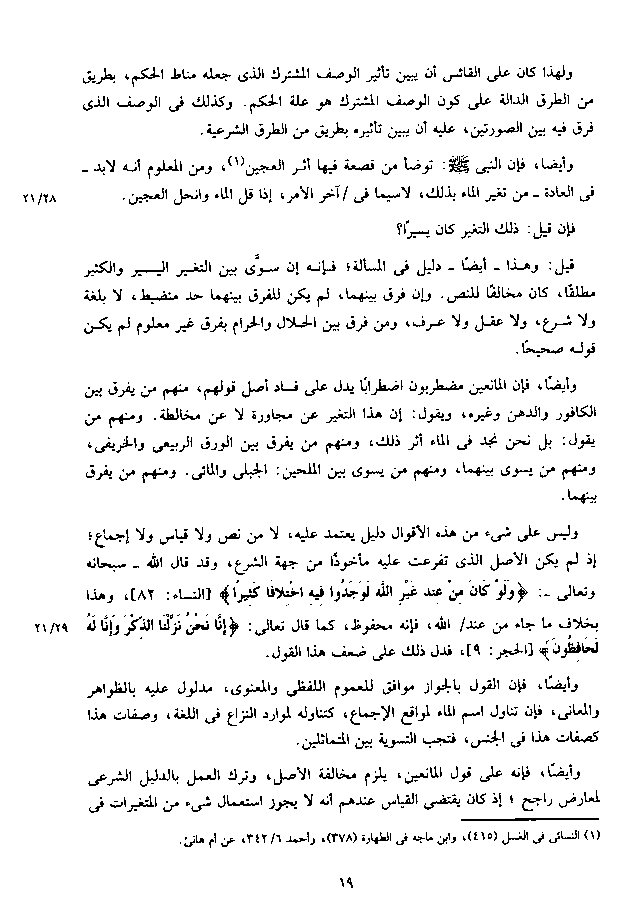 ولهذا كان على القائس أن يبين تأثير الوصف المشترك الذى جعله مناط الحكم، بطريق
من الطرق الدالة على كون الوصف المشترك هو علة الحكم. وكذلك فى الوصف الذى
فرق فيه بين الصورتين، عليه أن يبين تأثيره بطريق من الطرق الشرعية.
وأيضا، فإن النبى ﷺ: توضأ من قصعة فيها أثر العجين(١)، ومن المعلوم أنه لابد ـ
فى العادة ـ من تغير الماء بذلك، لاسيما فى /آخر الأمر، إذا قل الماء وانحل العجين.
٢١/٢٨
فإن قيل: ذلك التغير كان يسيرًا؟
قيل: وهذا ـ أيضًا ـ دليل فى المسألة؛ فإنه إن سوَّى بين التغير اليسير والكثير
مطلقًا، كان مخالفًا للنص. وإن فرق بينهما، لم يكن للفرق بينهما حد منضبط، لا بلغة
ولا شرع، ولا عقل ولا عرف، ومن فرق بين الحلال والحرام بفرق غير معلوم لم يكن
قوله صحيحًا.
وأيضًا، فإن المانعين مضطربون اضطرابًا يدل على فساد أصل قولهم، منهم من يفرق بين
الكافور والدهن وغيره، ويقول: إن هذا التغير عن مجاورة لا عن مخالطة. ومنهم من
يقول: بل نحن نجد فى الماء أثر ذلك، ومنهم من يفرق بين الورق الربيعى والخريفى،
ومنهم من يسوى بينهما، ومنهم من يسوى بين الملحين: الجبلى والمائى. ومنهم من يفرق
بينهما.
وليس على شىء من هذه الأقوال دليل يعتمد عليه، لا من نص ولا قياس ولا إجماع؛
إذ لم يكن الأصل الذى تفرعت عليه مأخوذًا من جهة الشرع، وقد قال الله ـ سبحانه
وتعالى ـ: ﴿وَلَوْ كَانَ مِنْ عِندِ غَيْرِ اللَّهِ لَوَجَدُوا فِيهِ اخْتِلَافًا كَثِيرًا﴾ [النساء: ٨٢]، وهذا
بخلاف ما جاء من عند/ الله، فإنه محفوظ، كما قال تعالى: ﴿إِنَّا نَحْنُ نَزَّلْنَا الذِّكْرَ وَإِنَّا لَهُ
٢١/٢٩
لَحَافِظُونَ﴾ [الحجر: ٩]، فدل ذلك على ضعف هذا القول.
وأيضًا، فإن القول بالجواز موافق للعموم اللفظى والمعنوى، مدلول عليه بالظواهر
والمعانى، فإن تناول اسم الماء لمواقع الإجماع، كتناوله لموارد النزاع فى اللغة، وصفات هذا
كصفات هذا فى الجنس، فتجب التسوية بين المتماثلين.
وأيضًا، فإنه على قول المانعين، يلزم مخالفة الأصل، وترك العمل بالدليل الشرعى
لمعارض راجح ؛ إذ كان يقتضى القياس عندهم أنه لا يجوز استعمال شىء من المتغيرات فى
(١) النسائى فى الغسل (٤١٥)، وابن ماجه فى الطهارة (٣٧٨)، وأحمد ٣٤٢/٦، عن أم هانئ.
١٩